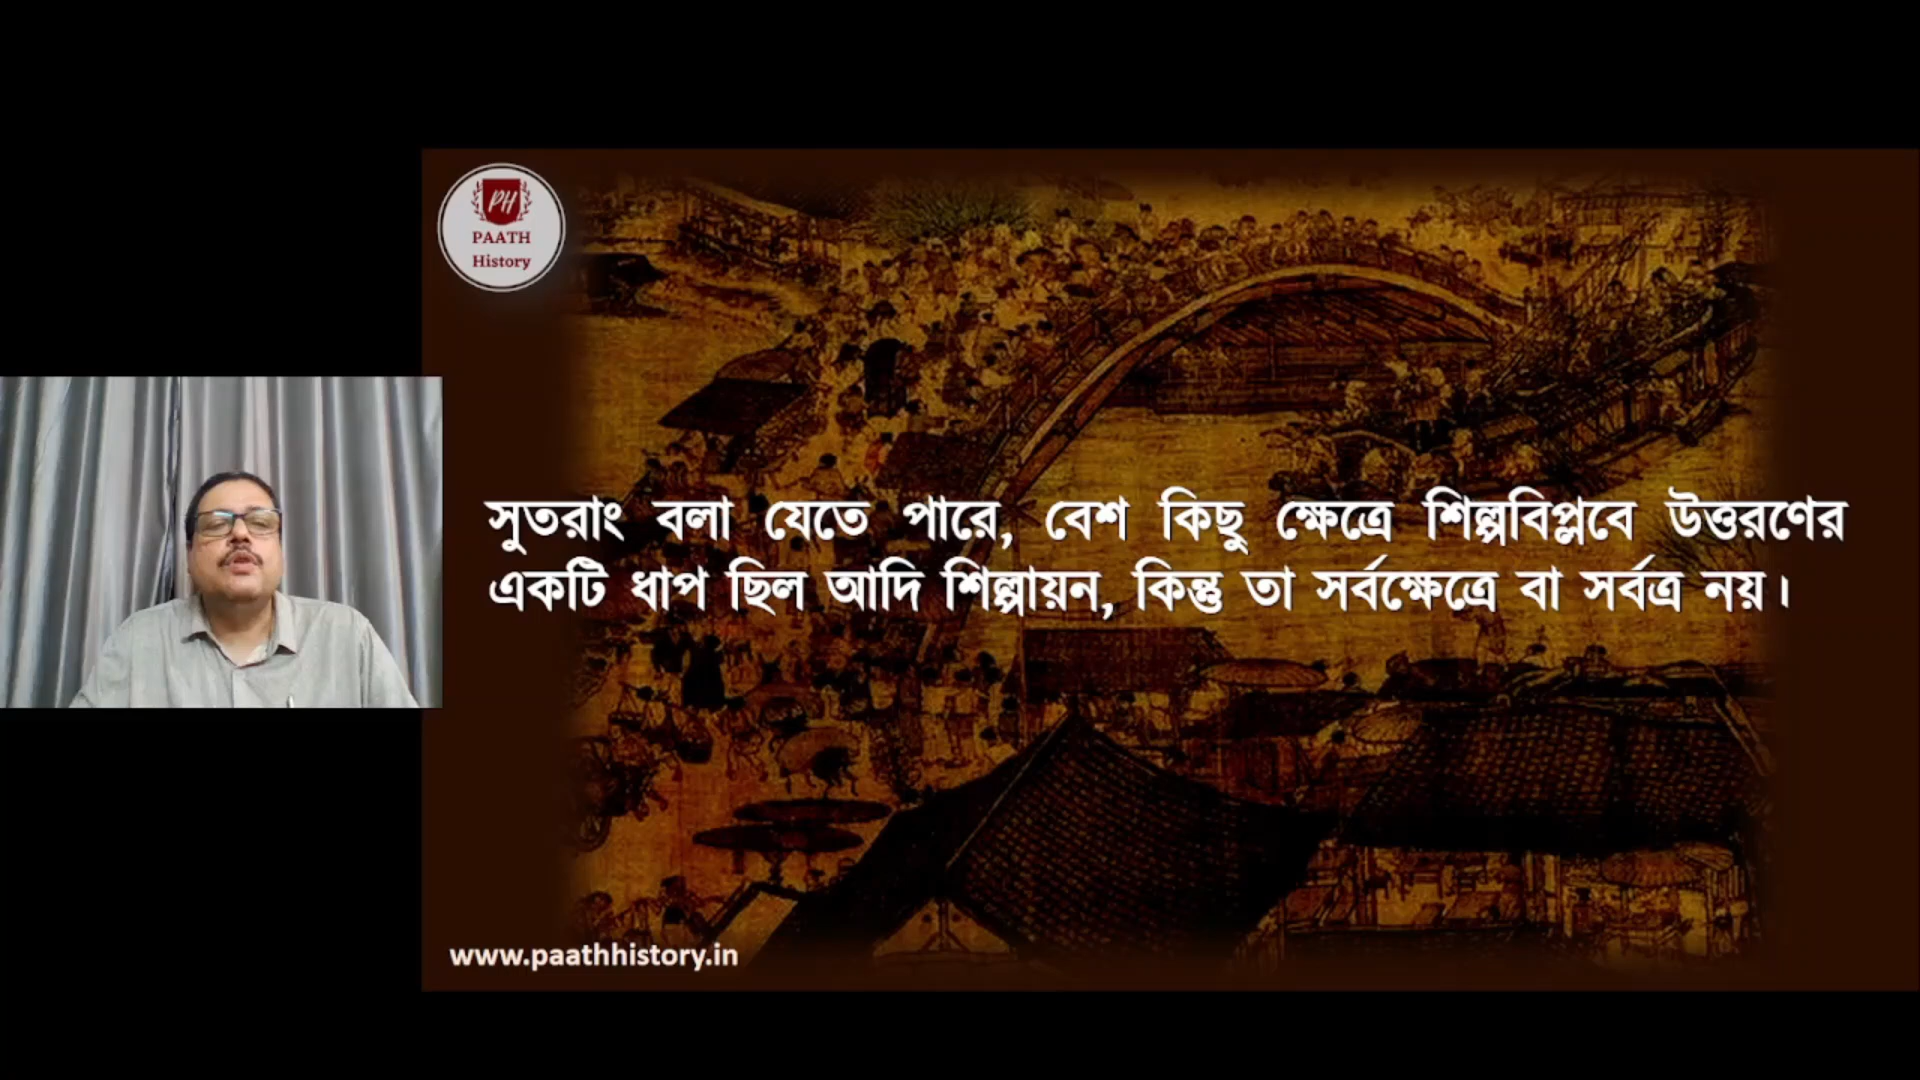 PH
PAATH
History
সুতরাং বলা যেতে পারে, বেশ কিছু ক্ষেত্রে শিল্পবিপ্লবে উত্তরণের
একটি ধাপ ছিল আদি শিল্পায়ন, কিন্তু তা সর্বক্ষেত্রে বা সর্বত্র নয়।
www.paathhistory.in